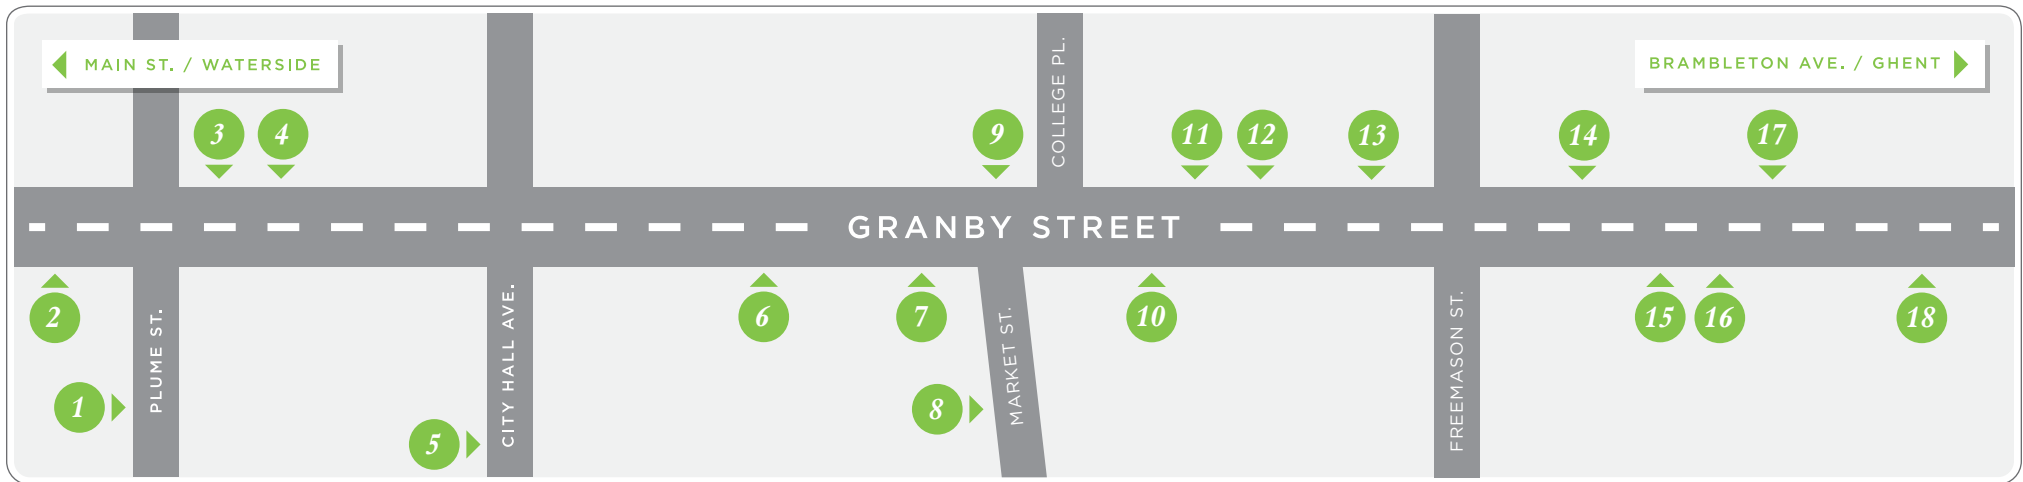 MAIN ST. / WATERSIDE
BRAMBLETON AVE. / GHENT
COLLEGE PL.
3
4
9
11
12
13
14
17
GRANBY STREET
2
6
7
10
15
16
18
PLUME ST.
CITY HALL AVE.
MARKET ST.
FREEMASON ST.
1
8
5